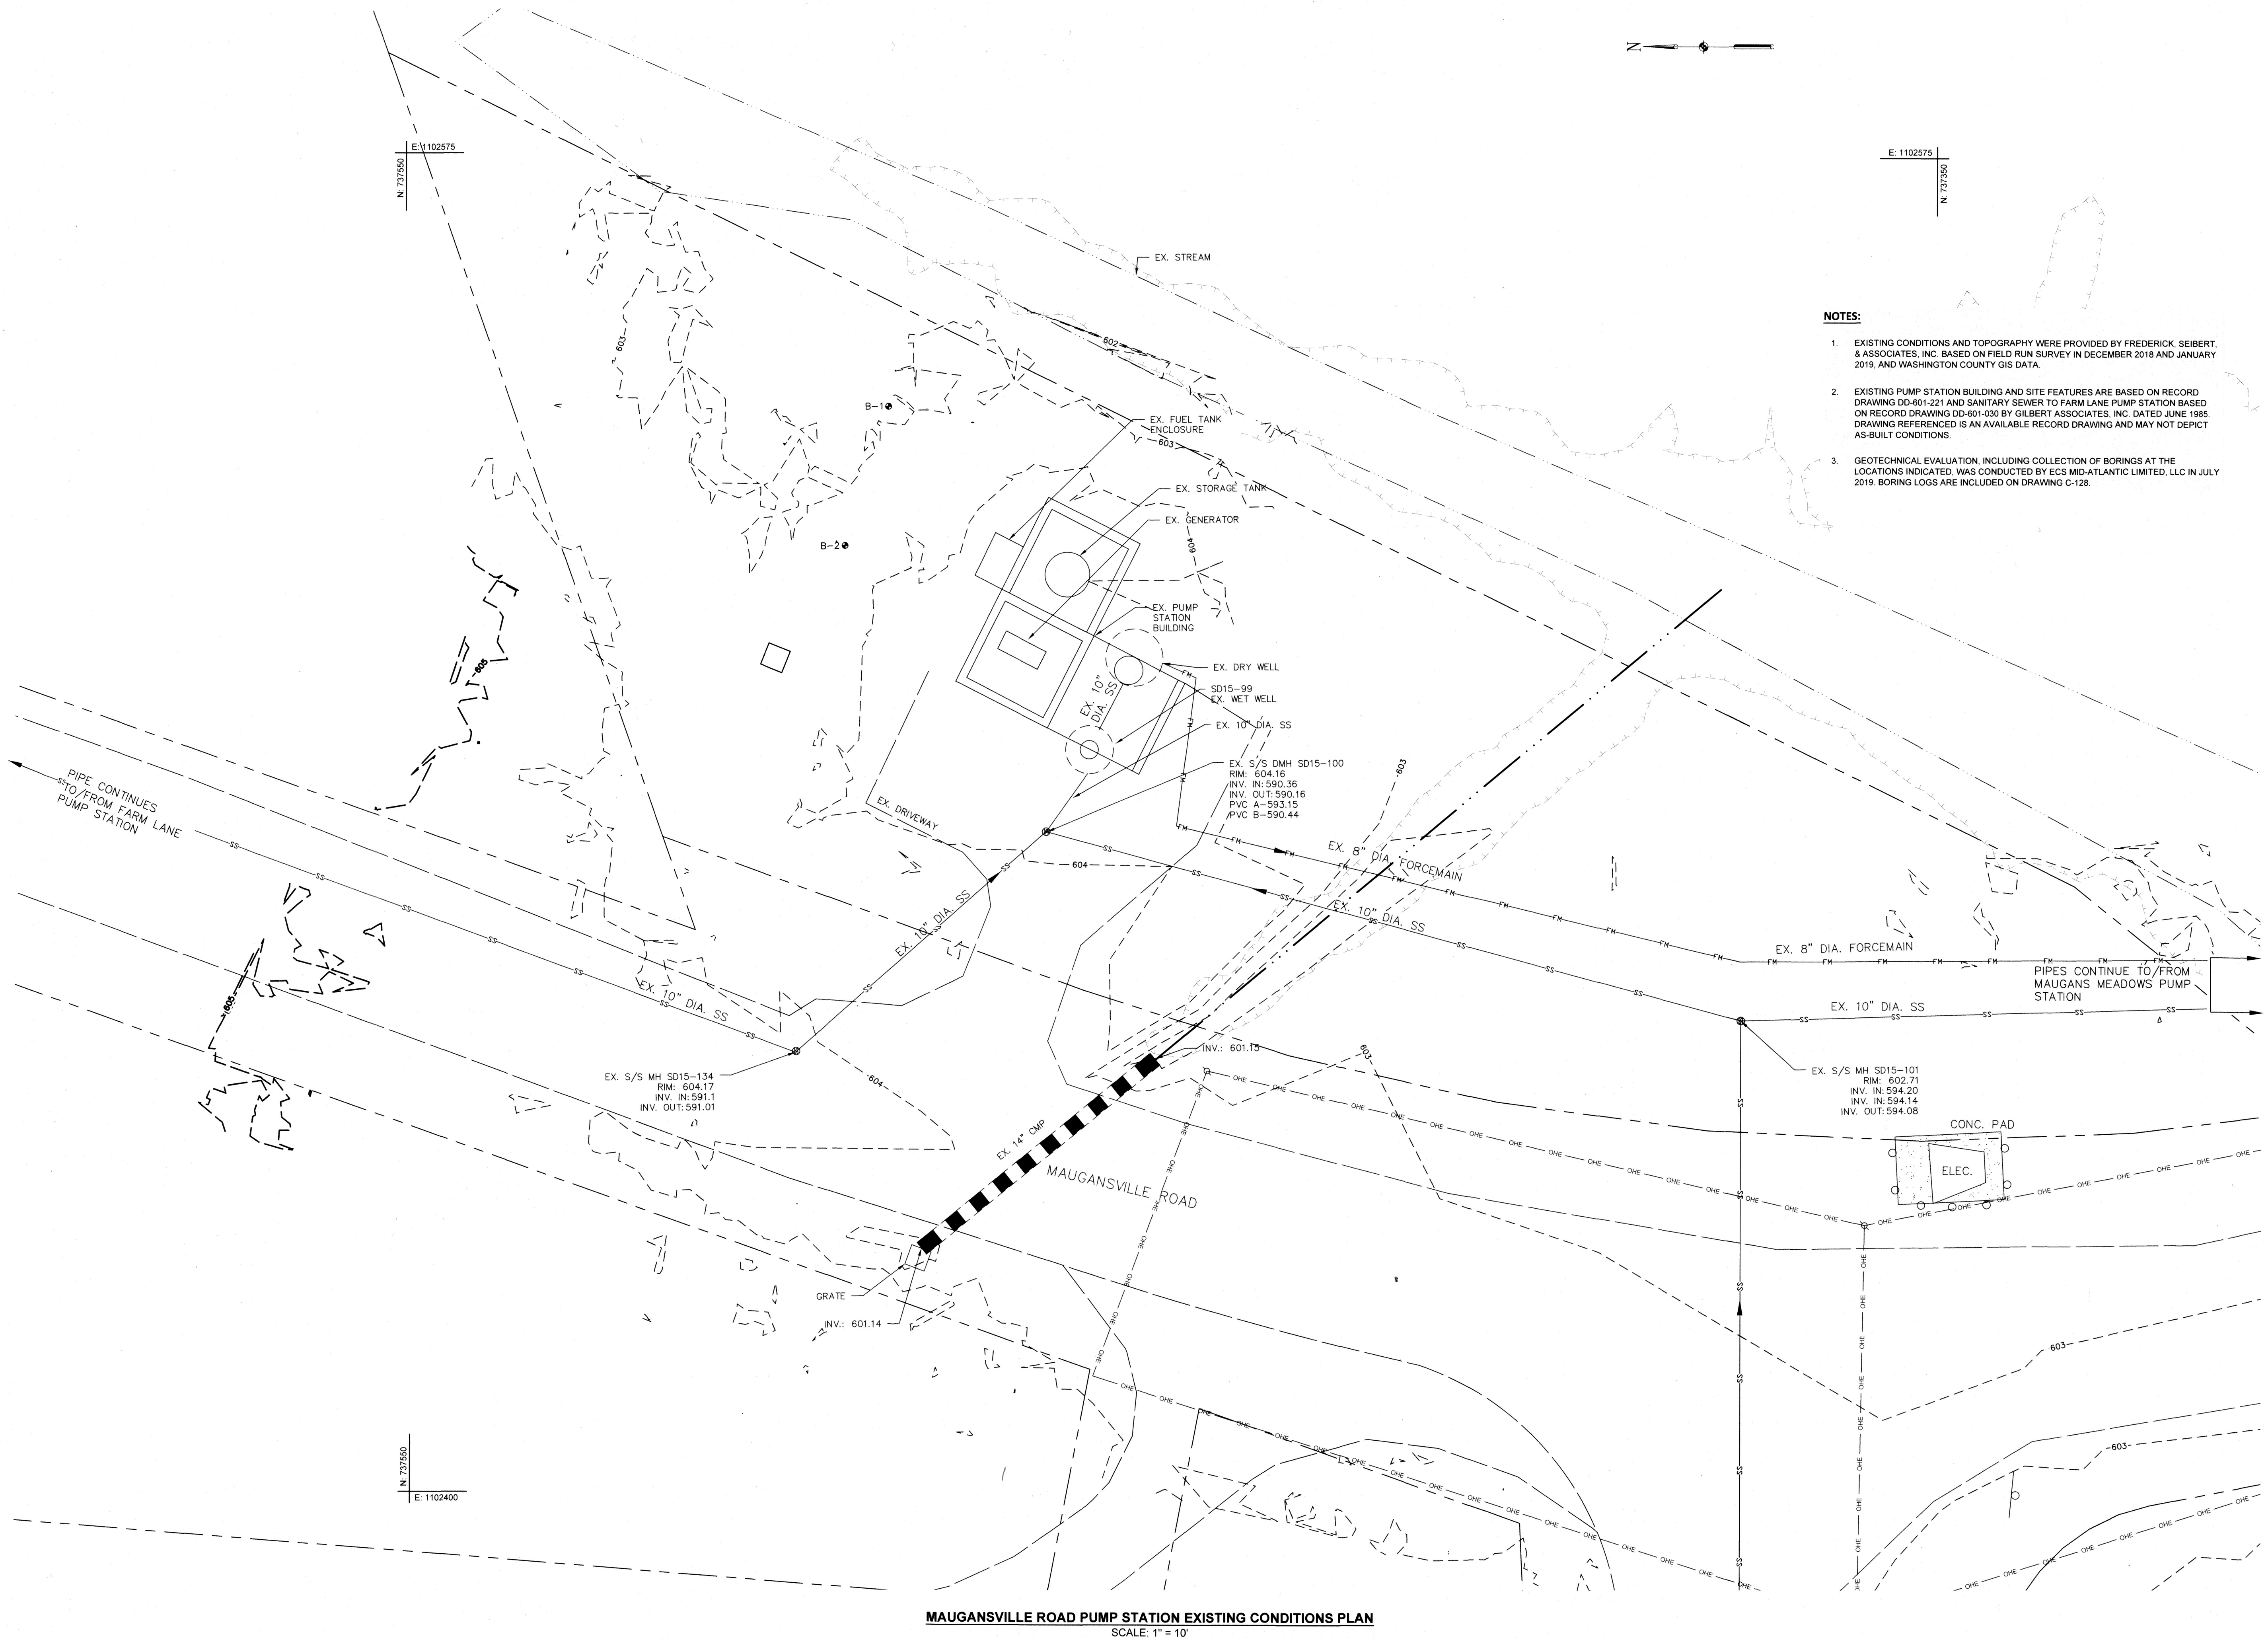 N
E: 1102575
N: 737550
E: 1102575
N: 737350
EX. STREAM
NOTES:
1. EXISTING CONDITIONS AND TOPOGRAPHY WERE PROVIDED BY FREDERICK, SEIBERT,
& ASSOCIATES, INC. BASED ON FIELD RUN SURVEY IN DECEMBER 2018 AND JANUARY
2019, AND WASHINGTON COUNTY GIS DATA.
2. EXISTING PUMP STATION BUILDING AND SITE FEATURES ARE BASED ON RECORD
DRAWING DD-601-221 AND SANITARY SEWER TO FARM LANE PUMP STATION BASED
ON RECORD DRAWING DD-601-030 BY GILBERT ASSOCIATES, INC. DATED JUNE 1985.
DRAWING REFERENCED IS AN AVAILABLE RECORD DRAWING AND MAY NOT DEPICT
AS-BUILT CONDITIONS.
3. GEOTECHNICAL EVALUATION, INCLUDING COLLECTION OF BORINGS AT THE
LOCATIONS INDICATED, WAS CONDUCTED BY ECS MID-ATLANTIC LIMITED, LLC IN JULY
2019. BORING LOGS ARE INCLUDED ON DRAWING C-128.
603
602
B-1
EX. FUEL TANK
ENCLOSURE
603
EX. STORAGE TANK
EX. GENERATOR
B-2
604
EX. PUMP
STATION
BUILDING
605
EX. DRY WELL
FM
EX. 10"
DIA. SS
SD15-99
EX. WET WELL
EX. 10" DIA. SS
FM
EX. S/S DMH SD15-100
RIM: 604.16
INV. IN: 590.36
INV. OUT: 590.16
PVC A-593.15
PVC B-590.44
603
FM
PIPE CONTINUES
TO/FROM FARM LANE
PUMP STATION
EX. DRIVEWAY
604
EX. 8" DIA. FORCEMAIN
EX. 10" DIA. SS
EX. 10" DIA. SS
EX. 8" DIA. FORCEMAIN
PIPES CONTINUE TO/FROM
MAUGANS MEADOWS PUMP
STATION
EX. 10" DIA. SS
EX. 10" DIA. SS
605
INV.: 601.15
603
EX. S/S MH SD15-134
RIM: 604.17
INV. IN: 591.1
INV. OUT: 591.01
604
EX. S/S MH SD15-101
RIM: 602.71
INV. IN: 594.20
INV. IN: 594.14
INV. OUT: 594.08
CONC. PAD
ELEC.
EX. 14" CMP
MAUGANSVILLE ROAD
OHE
SS
GRATE
INV.: 601.14
603
603
N: 737550
E: 1102400
MAUGANSVILLE ROAD PUMP STATION EXISTING CONDITIONS PLAN
SCALE: 1" = 10'